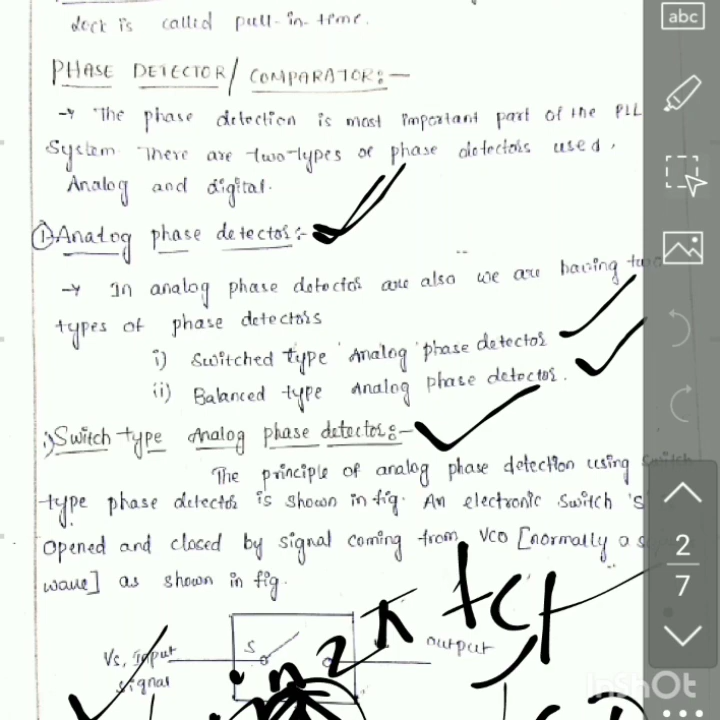 lock is called pull-in-time.
PHASE DETECTOR/ COMPARATOR:-
→ The phase detection is most important part of the PLL
System There are two types of phase detectors used,
Analog and digital.
① Analog phase detector:-
→ In analog phase detector are also we are having two
types of phase detectors
i) Switched type Analog phase detector
ii) Balanced type Analog phase detector.
i) Switch type Analog phase detector:-
The principle of analog phase detection using Switch
type phase detector is shown in fig. An electronic Switch 'S'
Opened and closed by signal coming from VCO [normally a
wave] as shown in fig.
Vs, Input
signal
S
output
in 2π fct
abc
2
7
InShOt